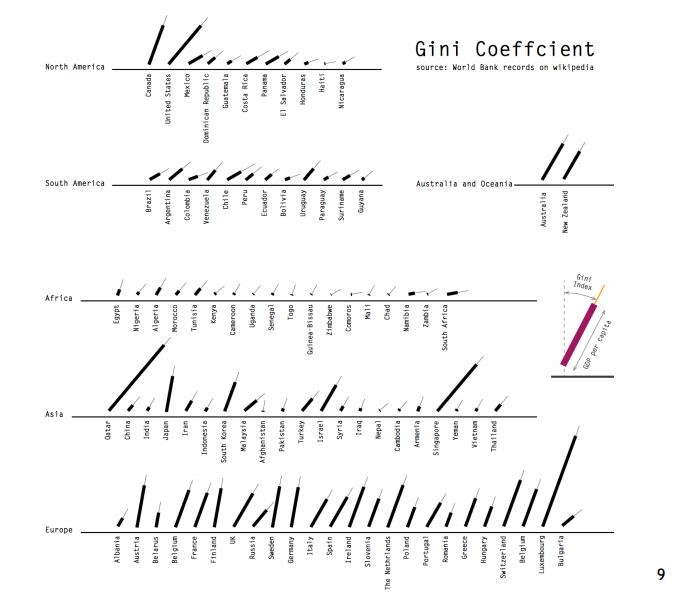 Gini Coeffcient
source: World Bank records on wikipedia
North America
Canada
United States
Mexico
Dominican Republic
Guatemala
Costa Rica
Panama
El Salvador
Honduras
Haiti
Nicaragua
South America
Brazil
Argentina
Colombia
Venezuela
Chile
Peru
Ecuador
Bolivia
Uruguay
Paraguay
Suriname
Guyana
Australia and Oceania
Australia
New Zealand
Africa
Egypt
Nigeria
Algeria
Morocco
Tunisia
Kenya
Cameroon
Uganda
Senegal
Togo
Guinea-Bissau
Zimbabwe
Comoros
Mali
Chad
Namibia
Zambia
South Africa
Gini
Index
GDP per capita
Asia
Qatar
China
India
Japan
Iran
Indonesia
South Korea
Malaysia
Afghanistan
Pakistan
Turkey
Israel
Syria
Iraq
Nepal
Cambodia
Armenia
Singapore
Yeman
Vietnam
Thailand
Europe
Albania
Austria
Belarus
Belgium
France
Finland
UK
Russia
Sweden
Germany
Italy
Spain
Ireland
Slovenia
The Netherlands
Poland
Portugal
Romania
Greece
Hungary
Switzerland
Belgium
Luxembourg
Bulgaria
9